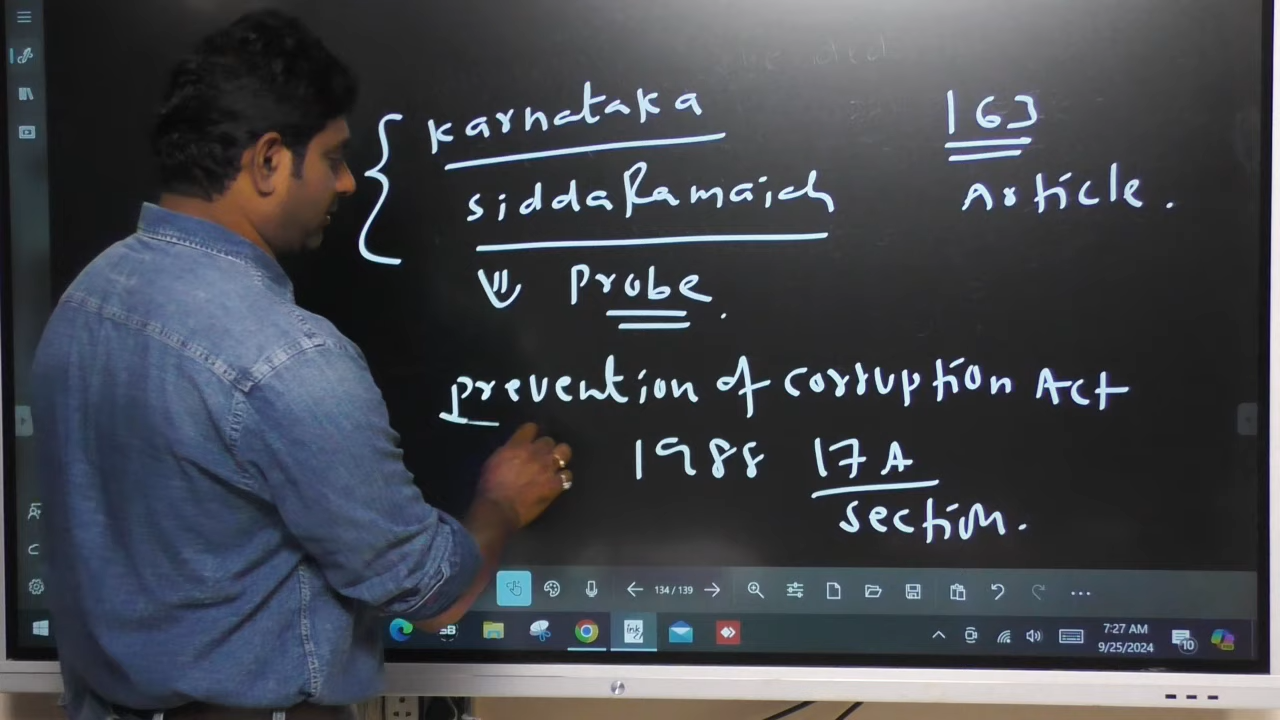 karnataka
siddaRamaiah
Probe.
163
Article.
prevention of corruption Act
1988 17A
section.
134 / 139
7:27 AM
9/25/2024
10